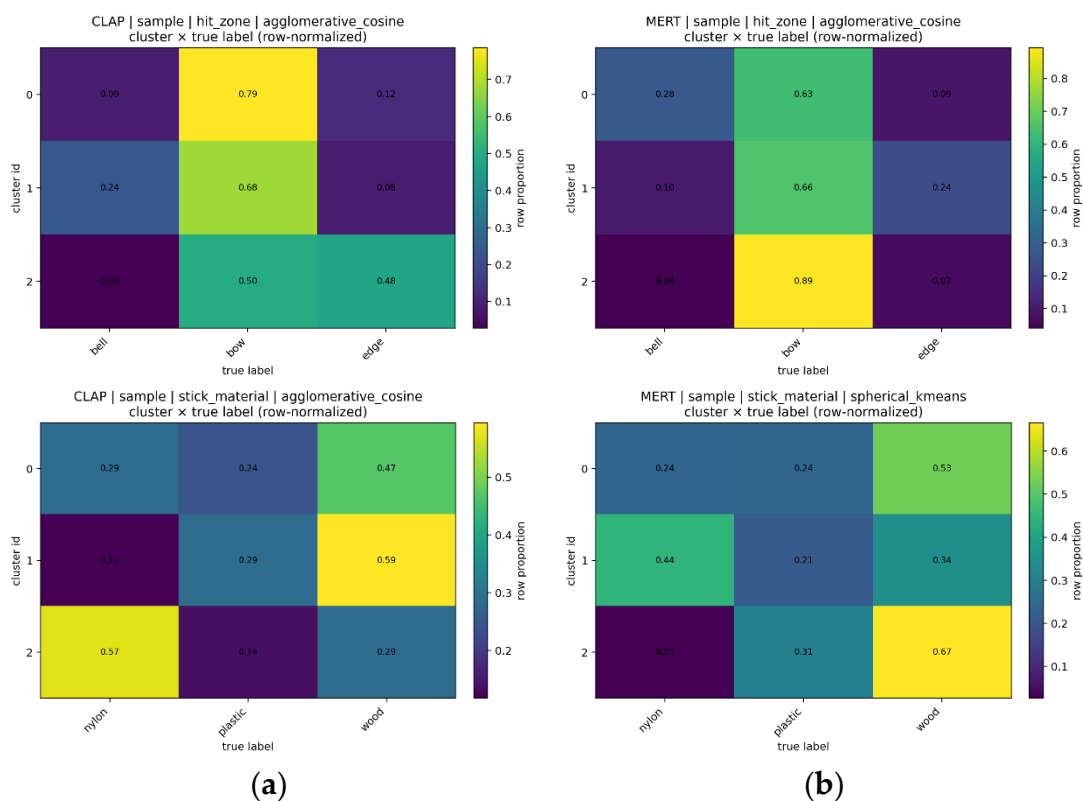 CLAP | sample | hit_zone | agglomerative_cosine
cluster × true label (row-normalized)
0
1
2
cluster id
0.09 0.79 0.12
0.24 0.68 0.08
0.03 0.50 0.48
bell bow edge
true label
0.7
0.6
0.5
0.4
0.3
0.2
0.1
row proportion
MERT | sample | hit_zone | agglomerative_cosine
cluster × true label (row-normalized)
0
1
2
cluster id
0.28 0.63 0.09
0.10 0.66 0.24
0.04 0.89 0.07
bell bow edge
true label
0.8
0.7
0.6
0.5
0.4
0.3
0.2
0.1
row proportion
CLAP | sample | stick_material | agglomerative_cosine
cluster × true label (row-normalized)
0
1
2
cluster id
0.29 0.24 0.47
0.12 0.29 0.59
0.57 0.14 0.29
nylon plastic wood
true label
0.5
0.4
0.3
0.2
row proportion
MERT | sample | stick_material | spherical_kmeans
cluster × true label (row-normalized)
0
1
2
cluster id
0.24 0.24 0.53
0.44 0.21 0.34
0.03 0.31 0.67
nylon plastic wood
true label
0.6
0.5
0.4
0.3
0.2
0.1
row proportion
(a)
(b)